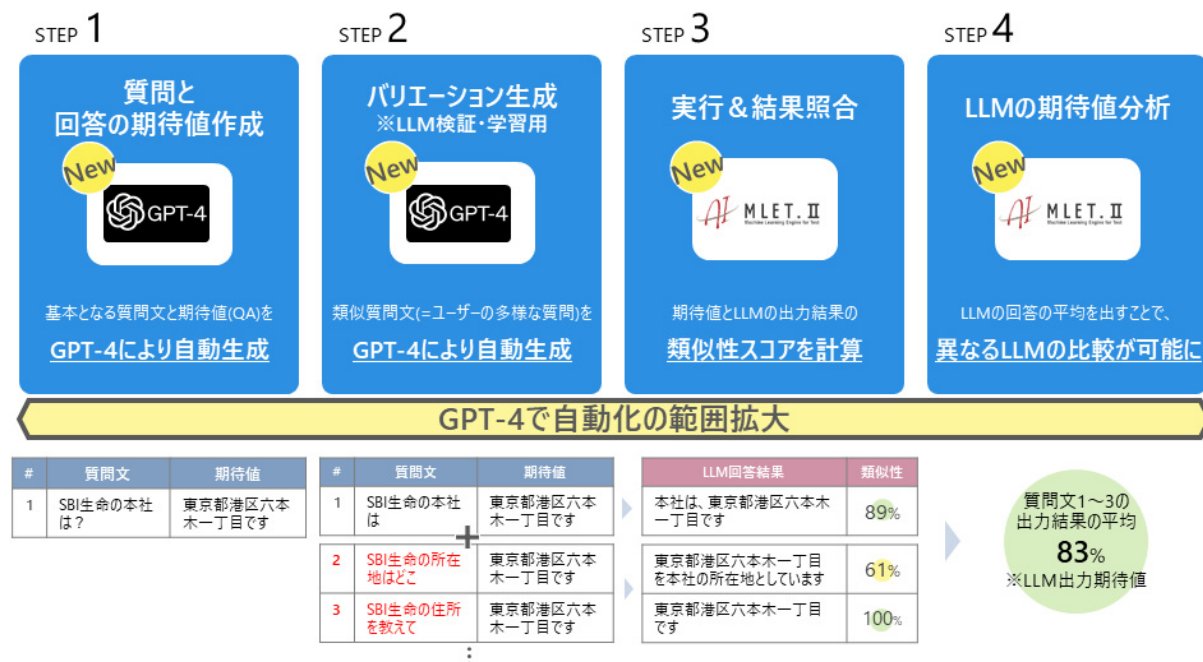 STEP 1
質問と
回答の期待値作成
New
GPT-4
基本となる質問文と期待値(QA)を
GPT-4により自動生成
STEP 2
バリエーション生成
※LLM検証・学習用
New
GPT-4
類似質問文(=ユーザーの多様な質問)を
GPT-4により自動生成
STEP 3
実行＆結果照合
New
AI MLET.Ⅱ
Machine Learning Engine for Text
期待値とLLMの出力結果の
類似性スコアを計算
STEP 4
LLMの期待値分析
New
AI MLET.Ⅱ
Machine Learning Engine for Text
LLMの回答の平均を出すことで、
異なるLLMの比較が可能に
GPT-4で自動化の範囲拡大
# 質問文 期待値
1 SBI生命の本社 東京都港区六本
は？ 木一丁目です
# 質問文 期待値
1 SBI生命の本社 東京都港区六本
は 木一丁目です
+
2 SBI生命の所在 東京都港区六本
地はどこ 木一丁目です
3 SBI生命の住所 東京都港区六本
を教えて 木一丁目です
:
LLM回答結果 類似性
本社は、東京都港区六本木 89%
一丁目です
東京都港区六本木一丁目 61%
を本社の所在地としています
東京都港区六本木一丁目 100%
です
質問文1～3の
出力結果の平均
83%
※LLM出力期待値